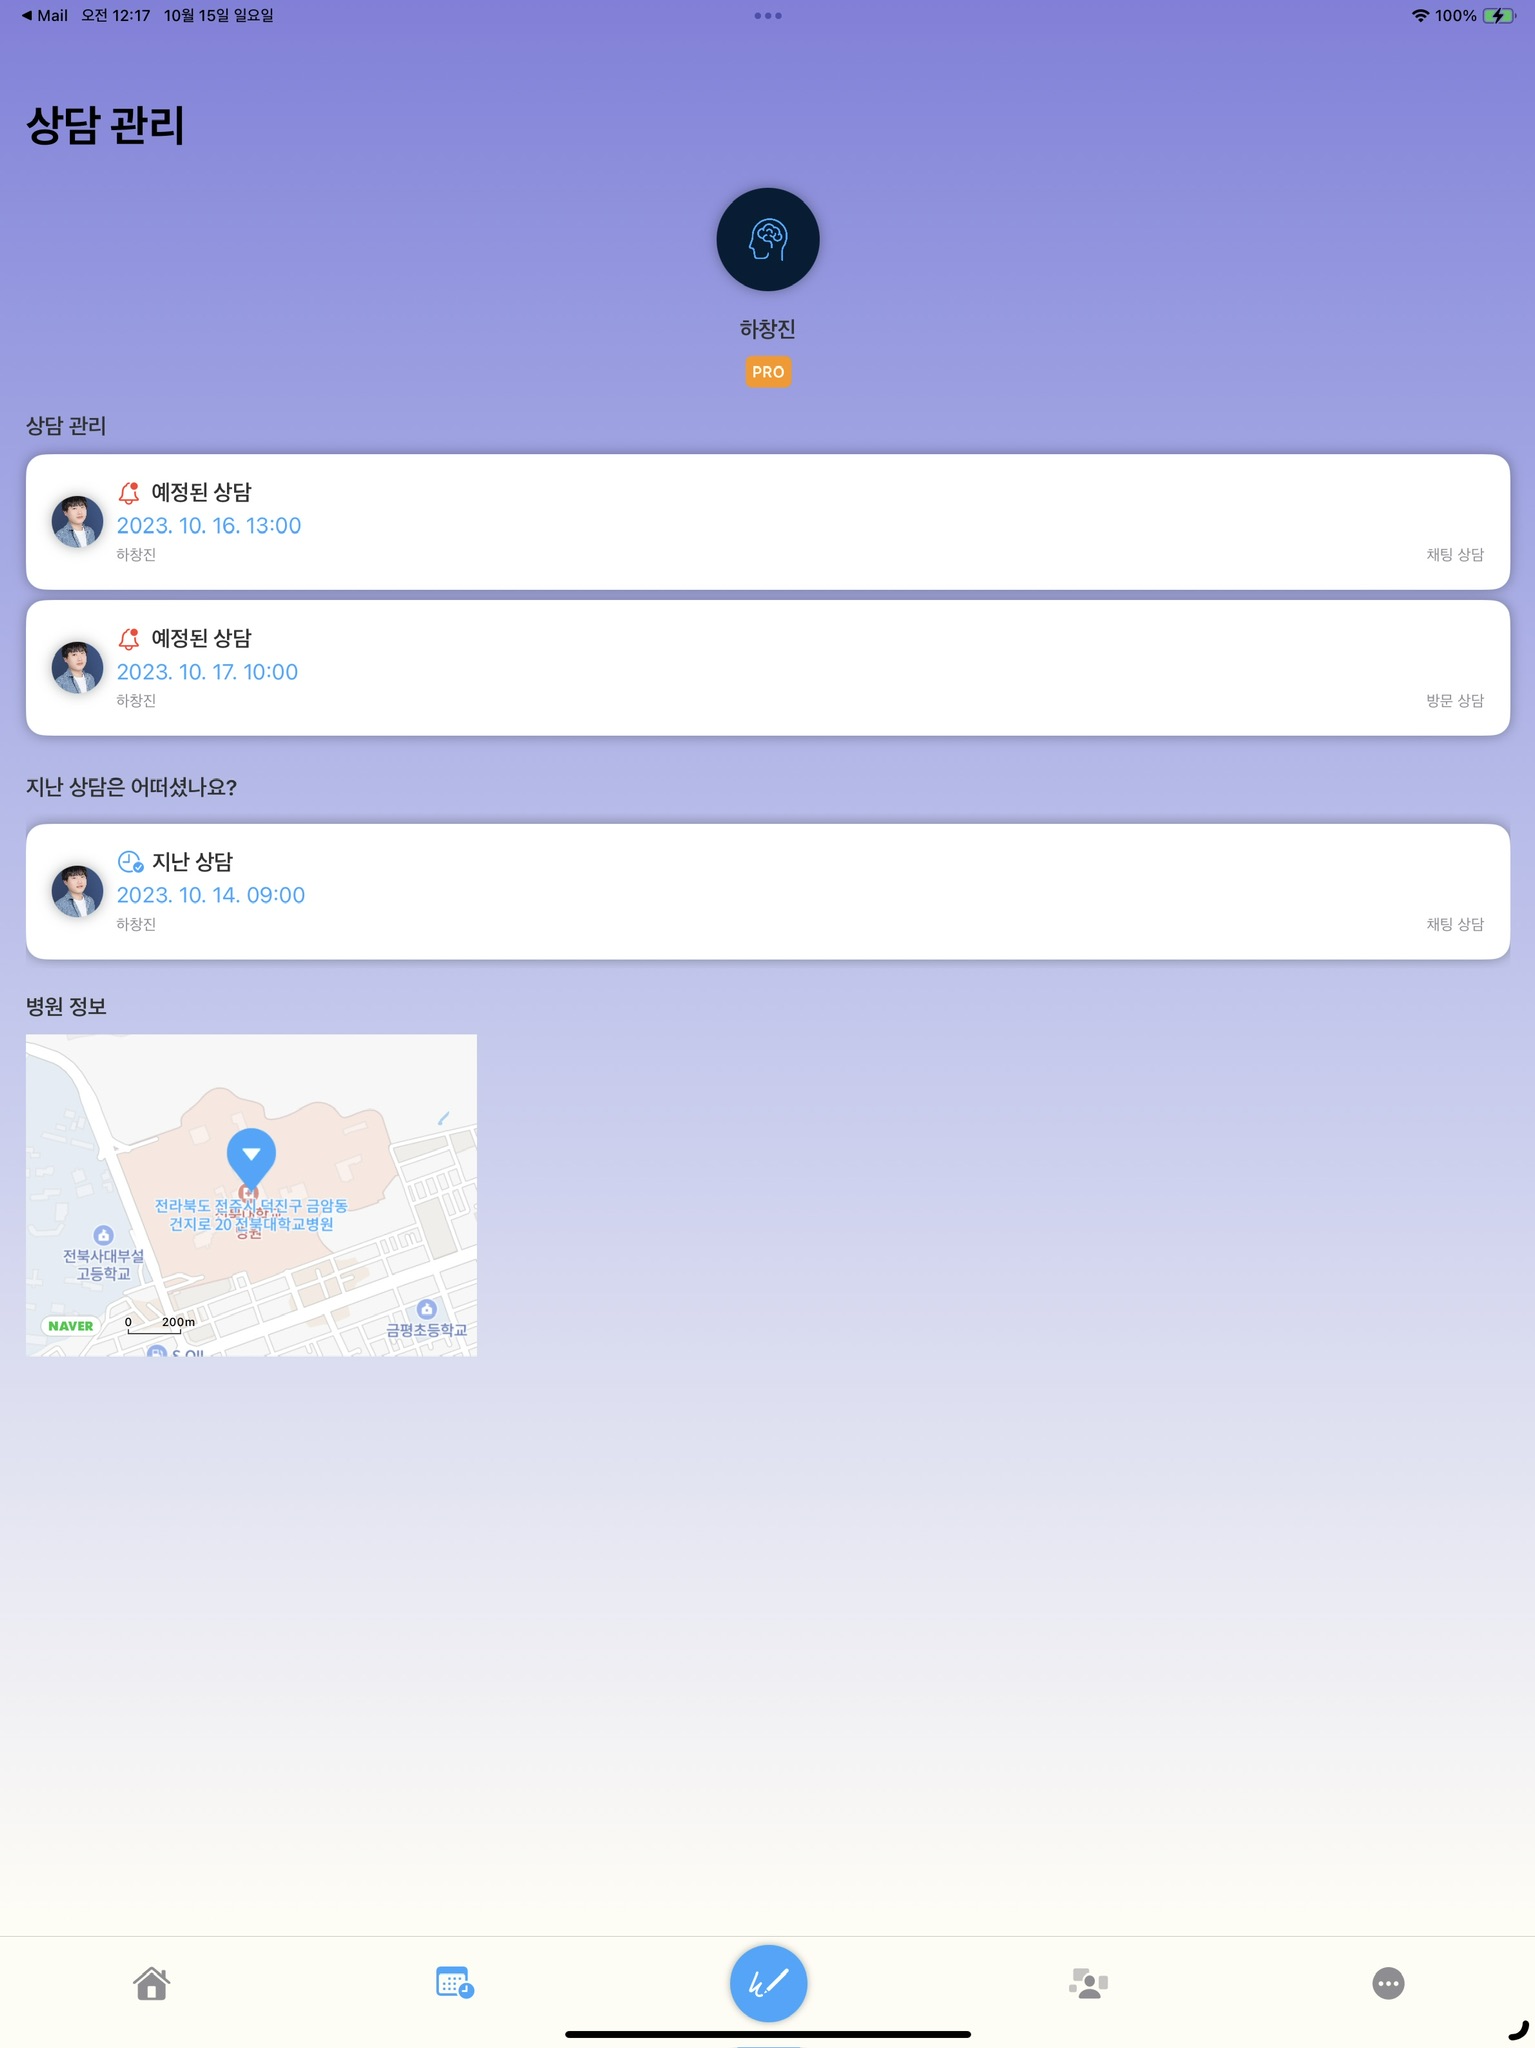 Mail 오전 12:17 10월 15일 일요일
100%
상담 관리
하창진
PRO
상담 관리
예정된 상담
2023. 10. 16. 13:00
하창진
채팅 상담
예정된 상담
2023. 10. 17. 10:00
하창진
방문 상담
지난 상담은 어떠셨나요?
지난 상담
2023. 10. 14. 09:00
하창진
채팅 상담
병원 정보
전라북도 전주시 덕진구 금암동
건지로 20 전북대학교병원
병원
전북사대부설
고등학교
NAVER
0 200m
금평초등학교